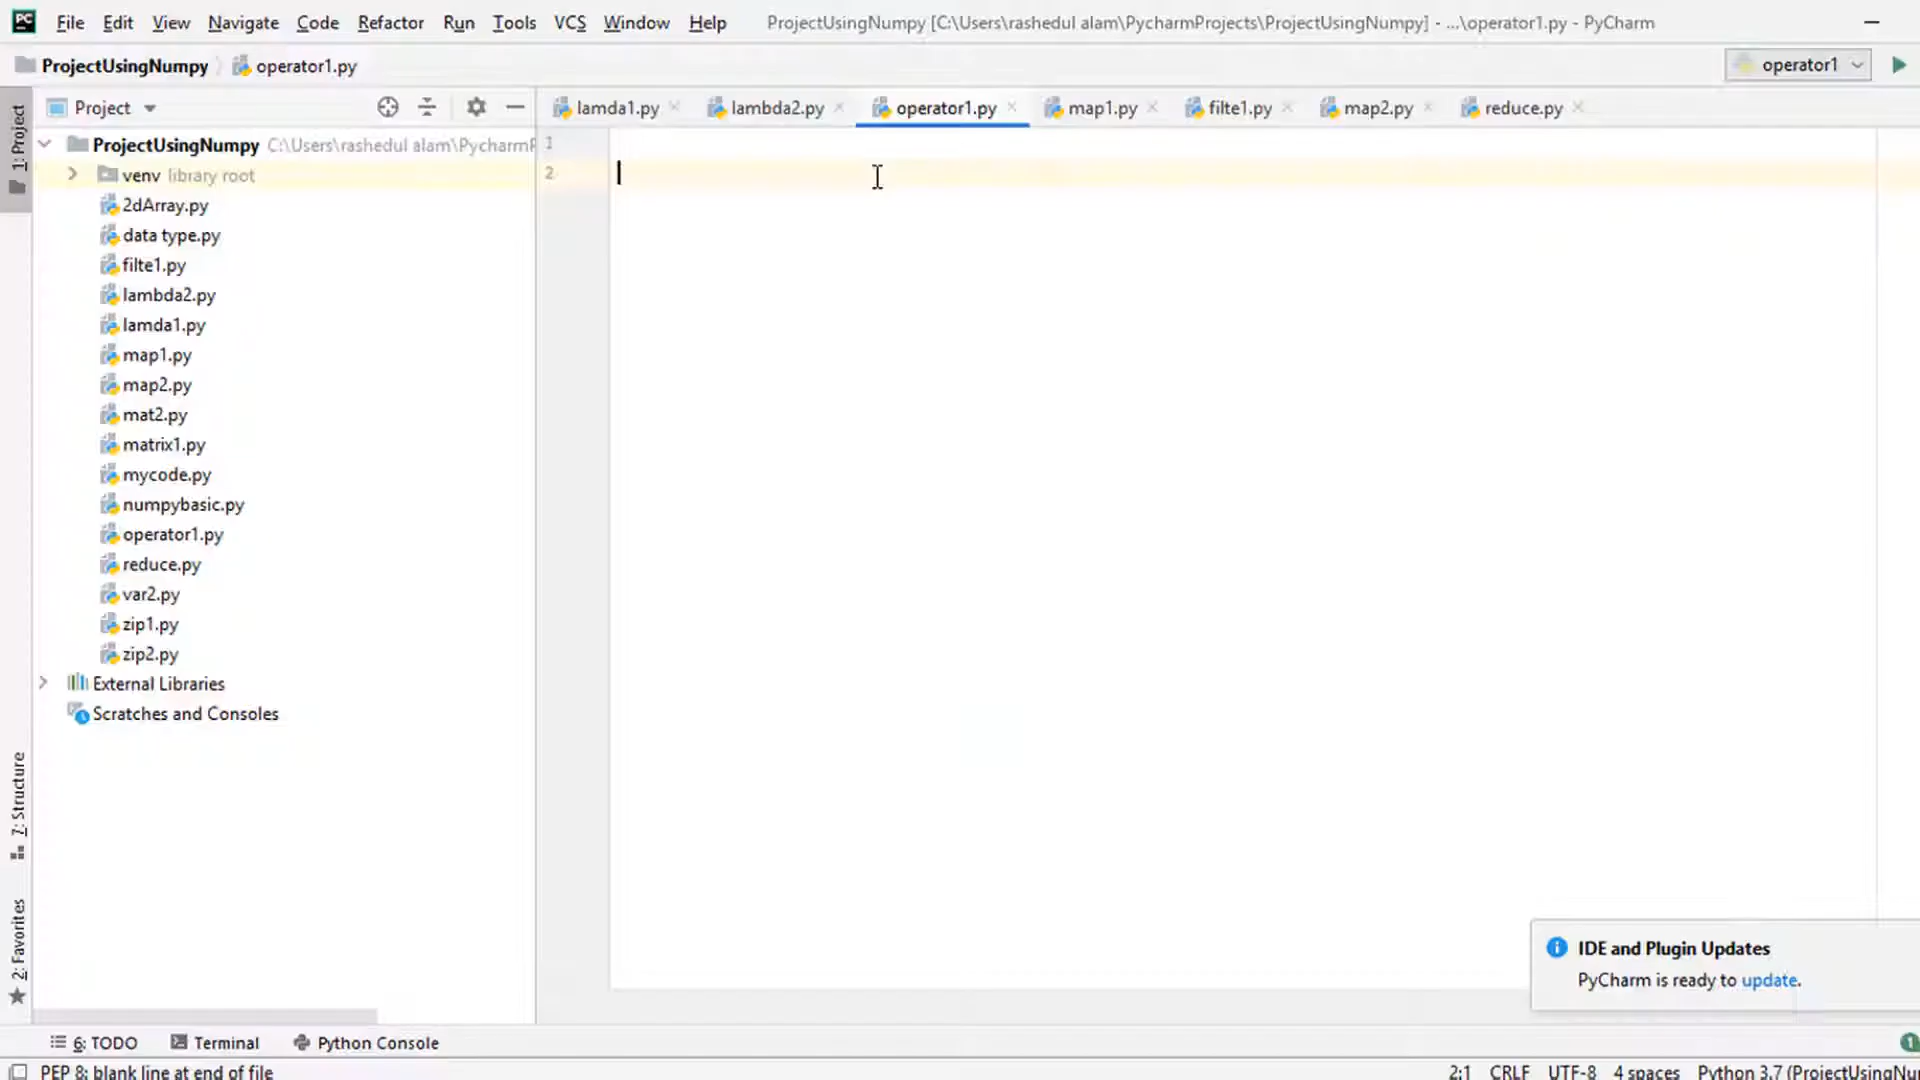 File Edit View Navigate Code Refactor Run Tools VCS Window Help ProjectUsingNumpy [C:\Users\rashedul alam\PycharmProjects\ProjectUsingNumpy] - ...\operator1.py - PyCharm
ProjectUsingNumpy operator1.py operator1
Project lamda1.py lambda2.py operator1.py map1.py filte1.py map2.py reduce.py
1: Project
ProjectUsingNumpy C:\Users\rashedul alam\PycharmP
1
venv library root
2
2dArray.py
data type.py
filte1.py
lambda2.py
lamda1.py
map1.py
map2.py
mat2.py
matrix1.py
mycode.py
numpybasic.py
operator1.py
reduce.py
var2.py
zip1.py
zip2.py
External Libraries
Scratches and Consoles
7: Structure
2: Favorites
IDE and Plugin Updates
PyCharm is ready to update.
6: TODO Terminal Python Console 1
PEP 8: blank line at end of file 2:1 CRLF UTF-8 4 spaces Python 3.7 (ProjectUsingNu